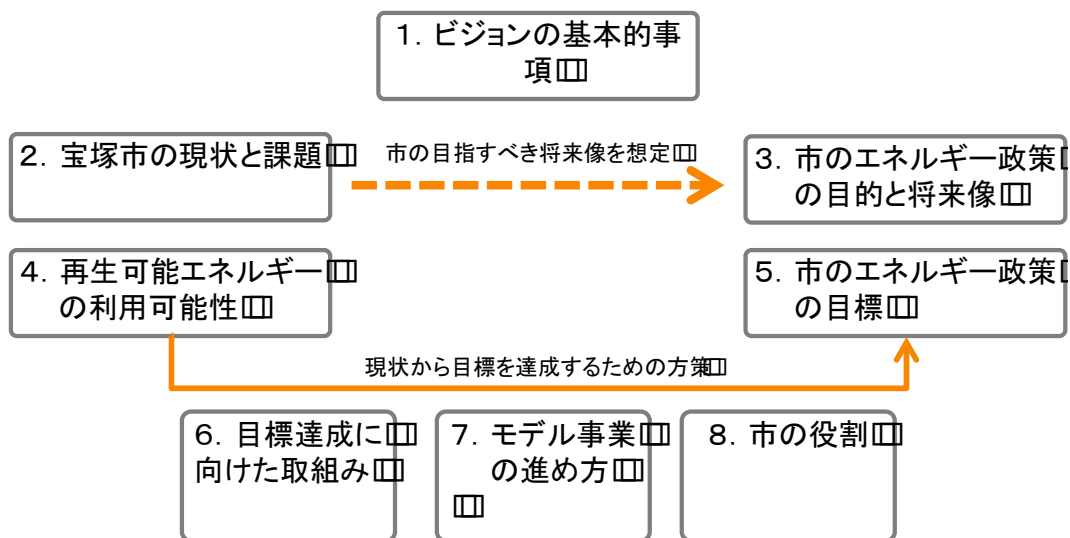 1．ビジョンの基本的事
項
2．宝塚市の現状と課題
市の目指すべき将来像を想定
3．市のエネルギー政策
の目的と将来像
4．再生可能エネルギー
の利用可能性
5．市のエネルギー政策
の目標
現状から目標を達成するための方策
6．目標達成に
向けた取組み
7．モデル事業
の進め方
8．市の役割